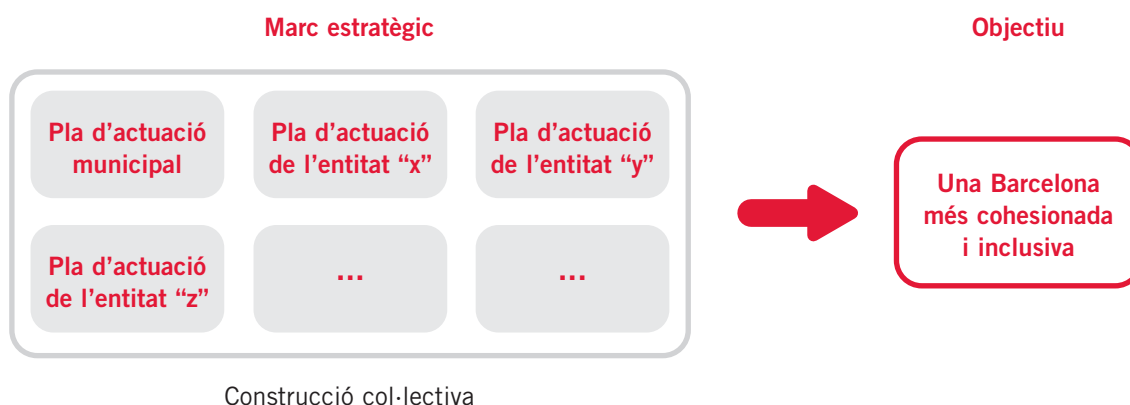 Marc estratègic
Objectiu
Pla d’actuació
municipal
Pla d’actuació
de l’entitat “x”
Pla d’actuació
de l’entitat “y”
Pla d’actuació
de l’entitat “z”
...
...
Una Barcelona
més cohesionada
i inclusiva
Construcció col·lectiva